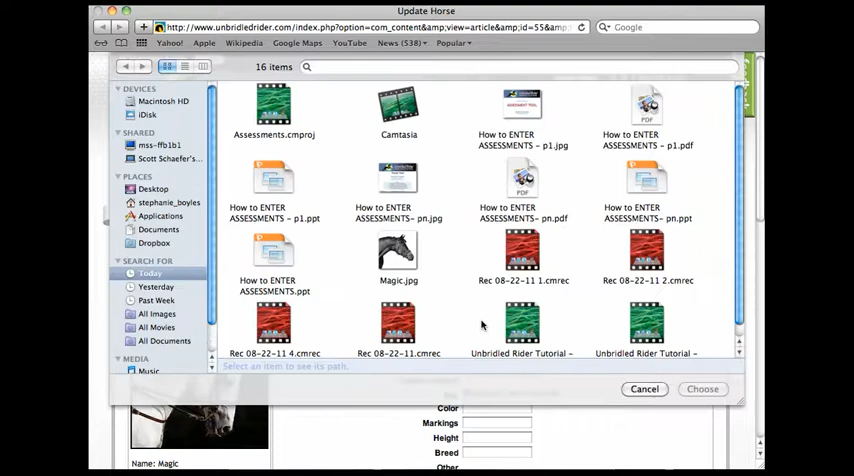 Update Horse
http://www.unbridledrider.com/index.php?option=com_content&amp;view=article&amp;id=55&amp
Google
Yahoo! Apple Wikipedia Google Maps YouTube News (538) Popular
16 items
DEVICES
Macintosh HD
iDisk
SHARED
mss-ffb1b1
Scott Schaefer's...
PLACES
Desktop
stephanie_boyles
Applications
Documents
Dropbox
SEARCH FOR
Today
Yesterday
Past Week
All Images
All Movies
All Documents
MEDIA
Music
Assessments.cmproj
Camtasia
How to ENTER
ASSESSMENTS - p1.jpg
How to ENTER
ASSESSMENTS - p1.pdf
How to ENTER
ASSESSMENTS - p1.ppt
How to ENTER
ASSESSMENTS- pn.jpg
How to ENTER
ASSESSMENTS- pn.pdf
How to ENTER
ASSESSMENTS- pn.ppt
How to ENTER
ASSESSMENTS.ppt
Magic.jpg
Rec 08-22-11 1.cmrec
Rec 08-22-11 2.cmrec
Rec 08-22-11 4.cmrec
Rec 08-22-11.cmrec
Unbridled Rider Tutorial -
Unbridled Rider Tutorial -
PDF
PDF
Select an item to see its path.
Cancel
Choose
Color
Markings
Height
Breed
Other
Name: Magic